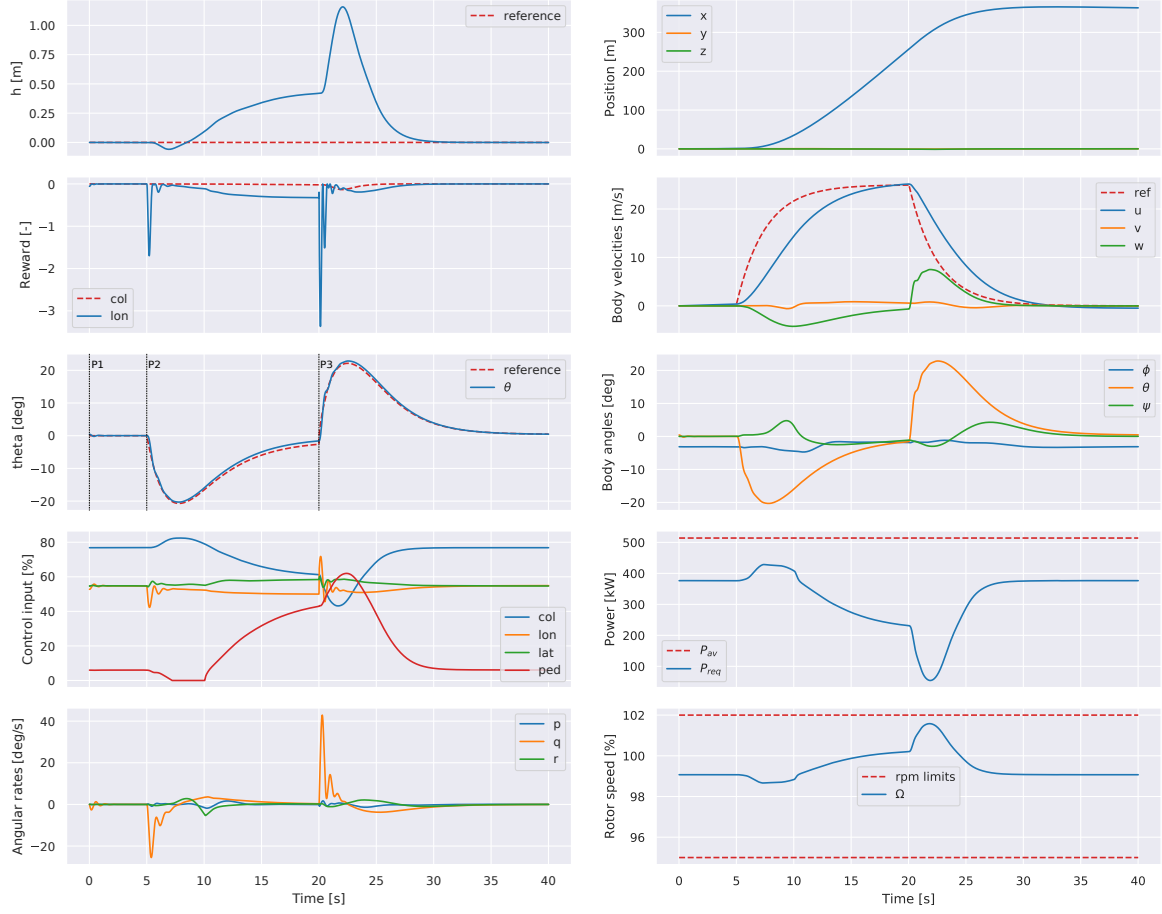 h [m]
1.00
0.75
0.50
0.25
0.00
reference
Position [m]
300
200
100
0
x
y
z
Reward [-]
0
−1
−2
−3
col
lon
Body velocities [m/s]
20
10
0
ref
u
v
w
theta [deg]
20
10
0
−10
−20
P1
P2
P3
reference
θ
Body angles [deg]
20
10
0
−10
−20
ϕ
θ
ψ
Control input [%]
80
60
40
20
0
col
lon
lat
ped
Power [kW]
500
400
300
200
100
P_av
P_req
Angular rates [deg/s]
40
20
0
−20
p
q
r
0 5 10 15 20 25 30 35 40
Time [s]
Rotor speed [%]
102
100
98
96
rpm limits
Ω
0 5 10 15 20 25 30 35 40
Time [s]